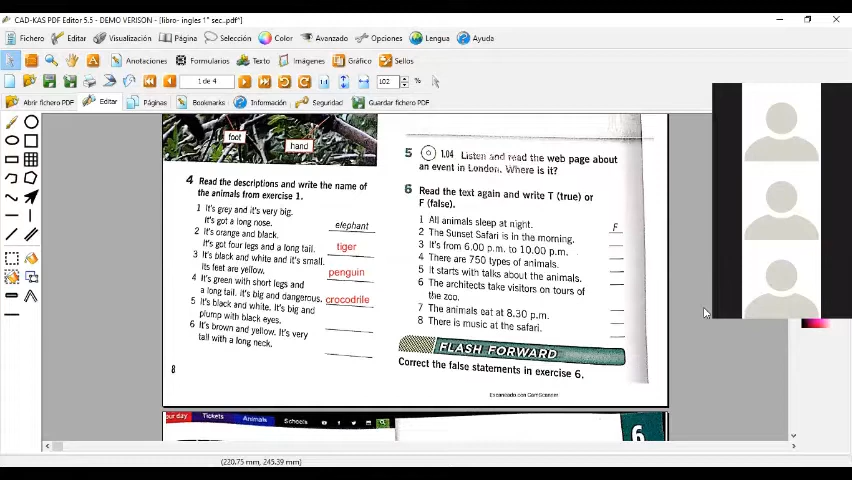 CAD-KAS PDF Editor 5.5 - DEMO VERISON - [libro- ingles 1° sec..pdf*]
Fichero Editar Visualización Página Selección Color Avanzado Opciones Lengua Ayuda
Anotaciones Formularios Texto Imágenes Gráfico Sellos
1 de 4 102 %
Abrir fichero PDF Editar Páginas Bookmarks Información Seguridad Guardar fichero PDF
foot
hand
4 Read the descriptions and write the name of
the animals from exercise 1.
1 It's grey and it's very big.
It's got a long nose. elephant
2 It's orange and black.
It's got four legs and a long tail. tiger
3 It's black and white and it's small.
Its feet are yellow. penguin
4 It's green with short legs and
a long tail. It's big and dangerous. crocodrile
5 It's black and white. It's big and
plump with black eyes.
6 It's brown and yellow. It's very
tall with a long neck.
8
5 1.04 Listen and read the web page about
an event in London. Where is it?
6 Read the text again and write T (true) or
F (false).
1 All animals sleep at night. F
2 The Sunset Safari is in the morning.
3 It's from 6.00 p.m. to 10.00 p.m.
4 There are 750 types of animals.
5 It starts with talks about the animals.
6 The architects take visitors on tours of
the zoo.
7 The animals eat at 8.30 p.m.
8 There is music at the safari.
FLASH FORWARD
Correct the false statements in exercise 6.
Escaneado con CamScanner
our day Tickets Animals Schools
6
(220.75 mm, 245.39 mm)